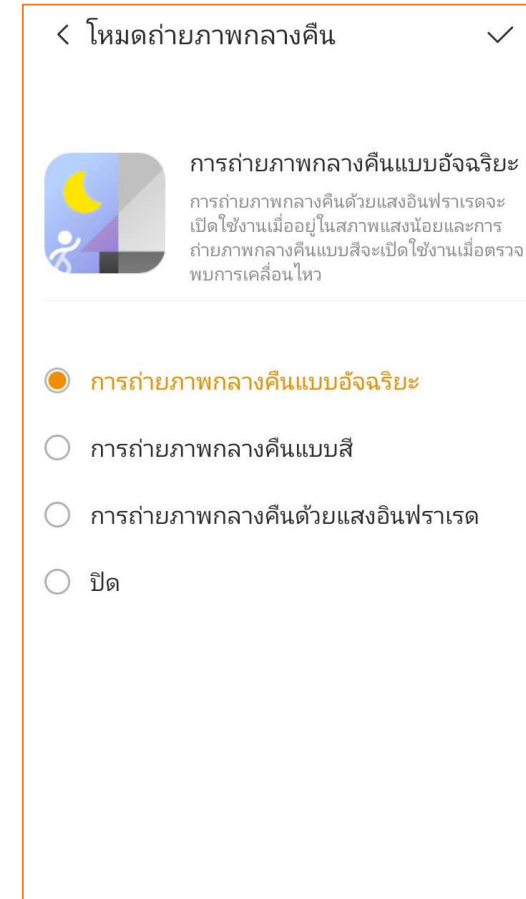 โหมดถ่ายภาพกลางคืน
การถ่ายภาพกลางคืนแบบอัจฉริยะ
การถ่ายภาพกลางคืนด้วยแสงอินฟราเรดจะ
เปิดใช้งานเมื่ออยู่ในสภาพแสงน้อยและการ
ถ่ายภาพกลางคืนแบบสีจะเปิดใช้งานเมื่อตรวจ
พบการเคลื่อนไหว
การถ่ายภาพกลางคืนแบบอัจฉริยะ
การถ่ายภาพกลางคืนแบบสี
การถ่ายภาพกลางคืนด้วยแสงอินฟราเรด
ปิด